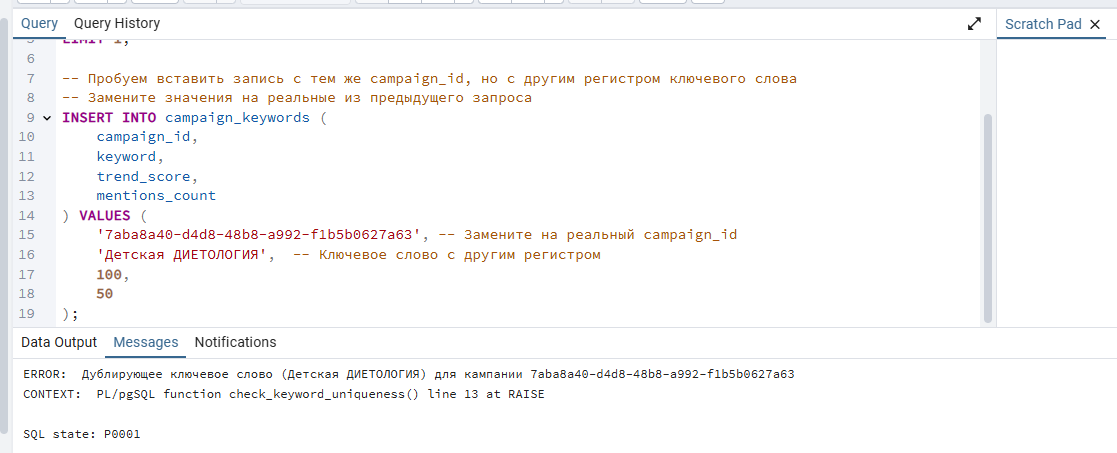 Query Query History
Scratch Pad
5 LIMIT 1;
6
7 -- Пробуем вставить запись с тем же campaign_id, но с другим регистром ключевого слова
8 -- Замените значения на реальные из предыдущего запроса
9 INSERT INTO campaign_keywords (
10 campaign_id,
11 keyword,
12 trend_score,
13 mentions_count
14 ) VALUES (
15 '7aba8a40-d4d8-48b8-a992-f1b5b0627a63', -- Замените на реальный campaign_id
16 'Детская ДИЕТОЛОГИЯ', -- Ключевое слово с другим регистром
17 100,
18 50
19 );
Data Output Messages Notifications
ERROR: Дублирующее ключевое слово (Детская ДИЕТОЛОГИЯ) для кампании 7aba8a40-d4d8-48b8-a992-f1b5b0627a63
CONTEXT: PL/pgSQL function check_keyword_uniqueness() line 13 at RAISE
SQL state: P0001